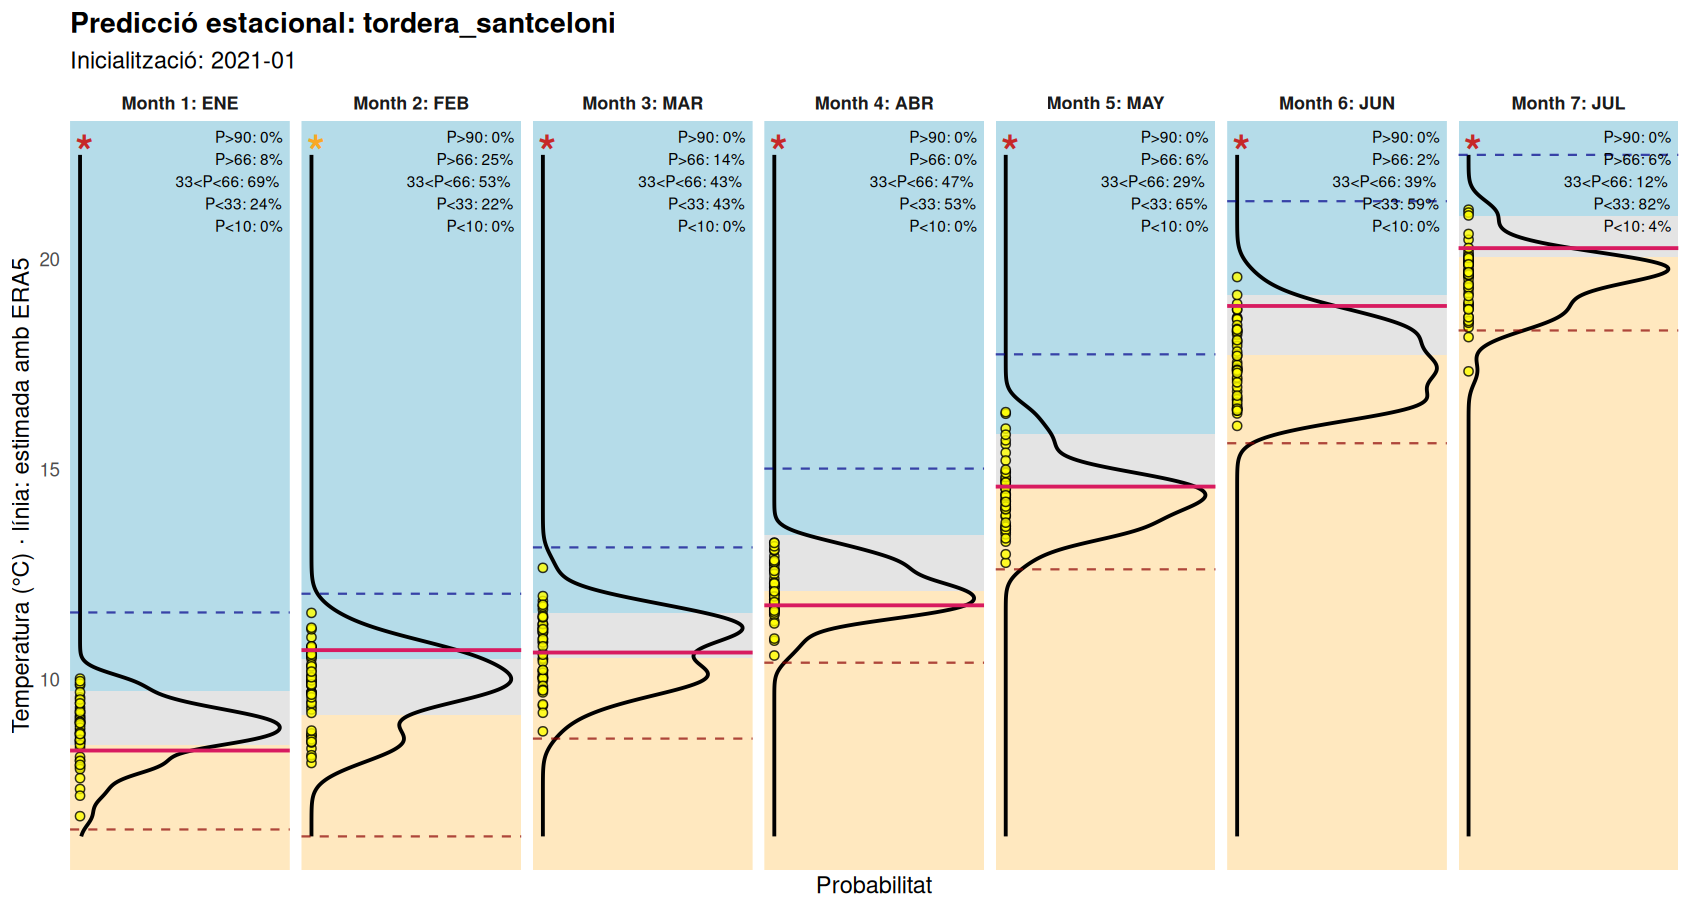 Predicció estacional: tordera_santceloni
Inicialització: 2021-01
Month 1: ENE
Month 2: FEB
Month 3: MAR
Month 4: ABR
Month 5: MAY
Month 6: JUN
Month 7: JUL
*
P>90: 0%
P>66: 8%
33<P<66: 69%
P<33: 24%
P<10: 0%
*
P>90: 0%
P>66: 25%
33<P<66: 53%
P<33: 22%
P<10: 0%
*
P>90: 0%
P>66: 14%
33<P<66: 43%
P<33: 43%
P<10: 0%
*
P>90: 0%
P>66: 0%
33<P<66: 47%
P<33: 53%
P<10: 0%
*
P>90: 0%
P>66: 6%
33<P<66: 29%
P<33: 65%
P<10: 0%
*
P>90: 0%
P>66: 2%
33<P<66: 39%
P<33: 59%
P<10: 0%
*
P>90: 0%
P>66: 6%
33<P<66: 12%
P<33: 82%
P<10: 4%
20
15
10
Temperatura (°C) · línia: estimada amb ERA5
Probabilitat